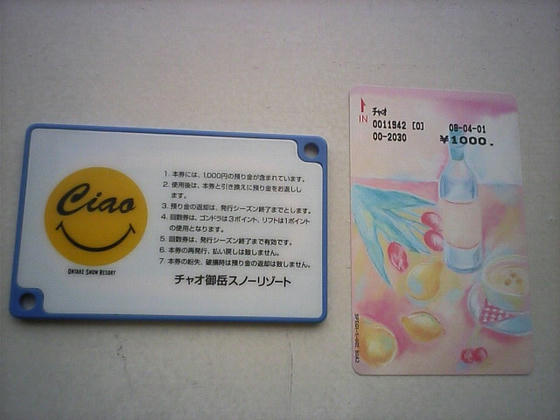 Ciao
ONTAKE SNOW RESORT
1. 本券には、1,000円の預り金が含まれています。
2. 使用後は、本券と引き換えに預り金をお返しし
ます。
3. 預り金の返却は、発行シーズン終了までとします。
4. 回数券は、ゴンドラは3ポイント、リフトは1ポイント
の使用となります。
5. 回数券は、発行シーズン終了まで有効です。
6. 本券の再発行、払い戻しは致しません。
7. 本券の紛失、破損時は預り金の返却は致しません。
チャオ御岳スノーリゾート
IN
チャオ
0011542 [0] 08-04-01
00-2030 ¥1000.